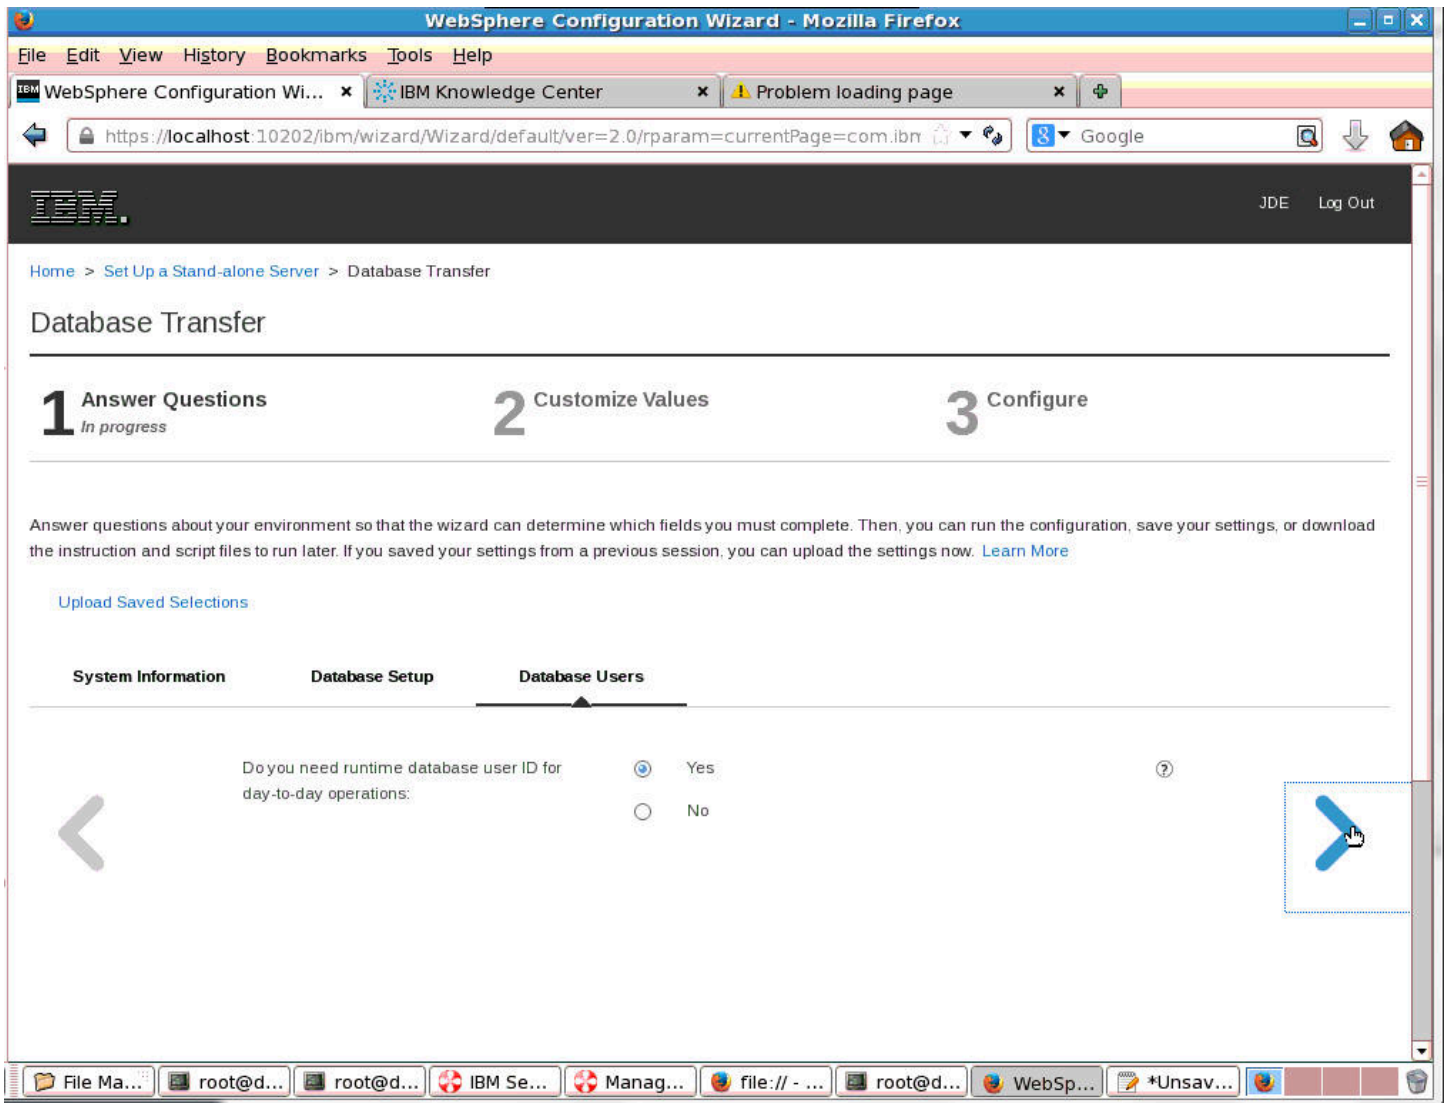 WebSphere Configuration Wizard - Mozilla Firefox
File Edit View History Bookmarks Tools Help
IBM WebSphere Configuration Wi... IBM Knowledge Center Problem loading page
https://localhost:10202/ibm/wizard/Wizard/default/ver=2.0/rparam=currentPage=com.ibm 8 Google
IBM. JDE Log Out
Home > Set Up a Stand-alone Server > Database Transfer
Database Transfer
1 Answer Questions 2 Customize Values 3 Configure
In progress
Answer questions about your environment so that the wizard can determine which fields you must complete. Then, you can run the configuration, save your settings, or download
the instruction and script files to run later. If you saved your settings from a previous session, you can upload the settings now. Learn More
Upload Saved Selections
System Information Database Setup Database Users
Do you need runtime database user ID for Yes ?
day-to-day operations:
No
File Ma... root@d... root@d... IBM Se... Manag... file:// - ... root@d... WebSp... *Unsav...